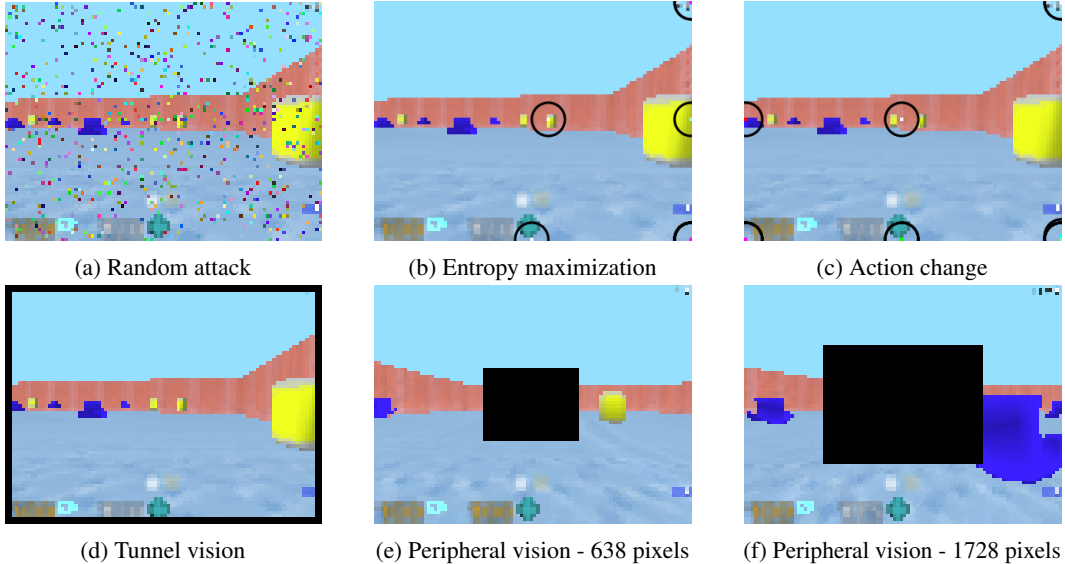 (a) Random attack
(b) Entropy maximization
(c) Action change
(d) Tunnel vision
(e) Peripheral vision - 638 pixels
(f) Peripheral vision - 1728 pixels